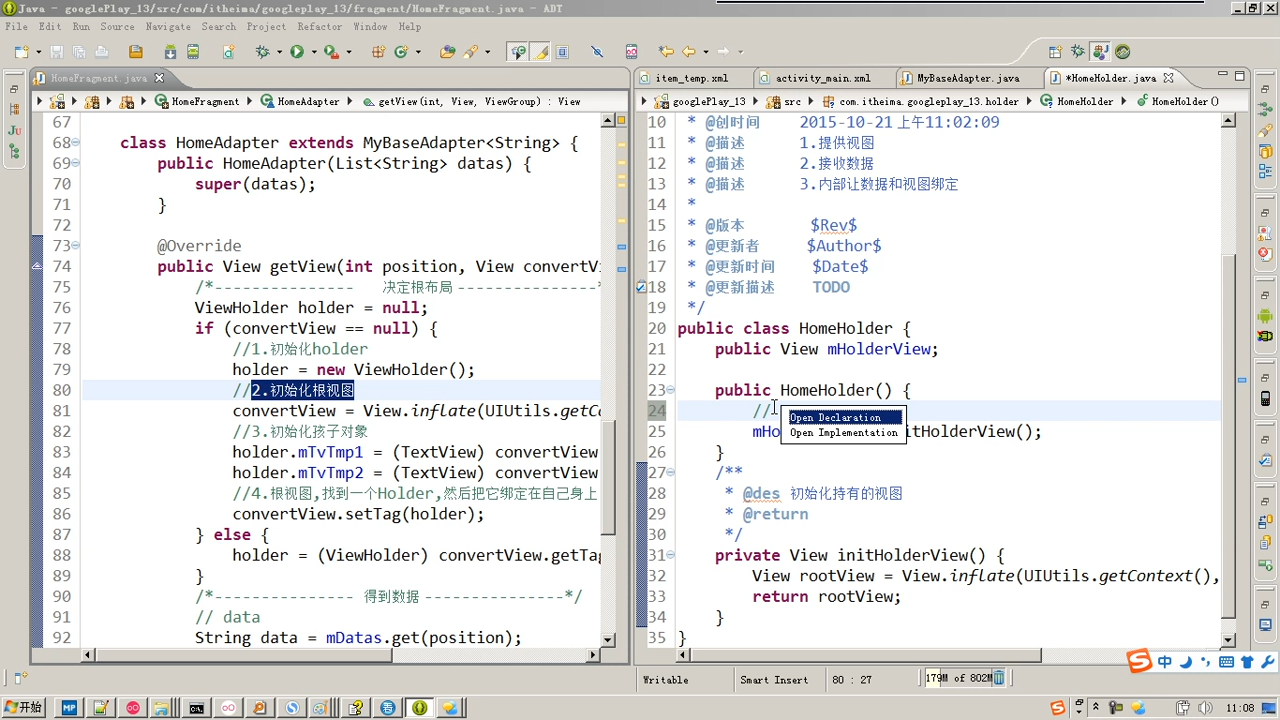 Java - googlePlay_13/src/com/itheima/googleplay_13/fragment/HomeFragment.java - ADT
File Edit Run Source Navigate Search Project Refactor Window Help
HomeFragment.java
HomeFragment HomeAdapter getView(int, View, ViewGroup) : View
67
68 class HomeAdapter extends MyBaseAdapter<String> {
69 public HomeAdapter(List<String> datas) {
70 super(datas);
71 }
72
73 @Override
74 public View getView(int position, View convertVi
75 /*--------------- 决定根布局 ---------------*
76 ViewHolder holder = null;
77 if (convertView == null) {
78 //1.初始化holder
79 holder = new ViewHolder();
80 //2.初始化根视图
81 convertView = View.inflate(UIUtils.getCo
82 //3.初始化孩子对象
83 holder.mTvTmp1 = (TextView) convertView
84 holder.mTvTmp2 = (TextView) convertView
85 //4.根视图,找到一个Holder,然后把它绑定在自己身上
86 convertView.setTag(holder);
87 } else {
88 holder = (ViewHolder) convertView.getTag
89 }
90 /*--------------- 得到数据 ---------------*/
91 // data
92 String data = mDatas.get(position);
item_temp.xml activity_main.xml MyBaseAdapter.java *HomeHolder.java
googlePlay_13 src com.itheima.googleplay_13.holder HomeHolder HomeHolder()
10 * @创时间 2015-10-21 上午11:02:09
11 * @描述 1.提供视图
12 * @描述 2.接收数据
13 * @描述 3.内部让数据和视图绑定
14 *
15 * @版本 $Rev$
16 * @更新者 $Author$
17 * @更新时间 $Date$
18 * @更新描述 TODO
19 */
20 public class HomeHolder {
21 public View mHolderView;
22
23 public HomeHolder() {
24 //
Open Declaration
25 mHo itHolderView();
Open Implementation
26 }
27 /**
28 * @des 初始化持有的视图
29 * @return
30 */
31 private View initHolderView() {
32 View rootView = View.inflate(UIUtils.getContext(),
33 return rootView;
34 }
35 }
Writable Smart Insert 80 : 27 179M of 802M
中
开始 MP 11:08